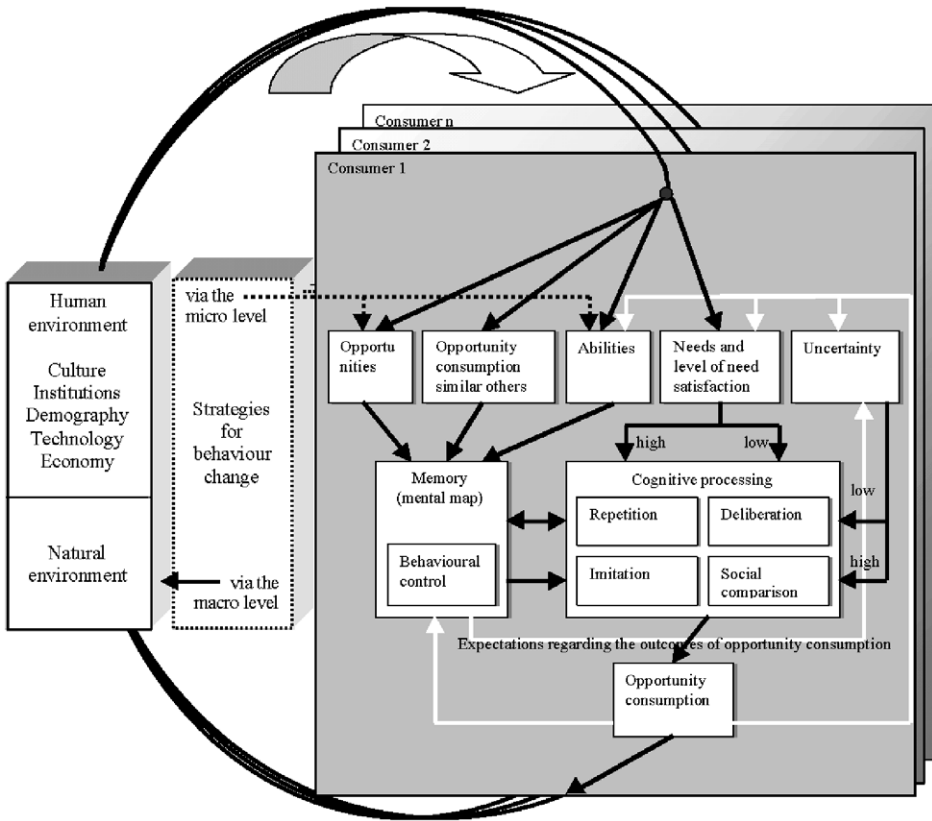 Consumer n
Consumer 2
Consumer 1
Human
environment
Culture
Institutions
Demography
Technology
Economy
Natural
environment
via the
micro level
Strategies
for
behaviour
change
via the
macro level
Opportu
nities
Opportunity
consumption
similar others
Abilities
Needs and
level of need
satisfaction
Uncertainty
high
low
Memory
(mental map)
Behavioural
control
Cognitive processing
Repetition
Deliberation
Imitation
Social
comparison
low
high
Expectations regarding the outcomes of opportunity consumption
Opportunity
consumption